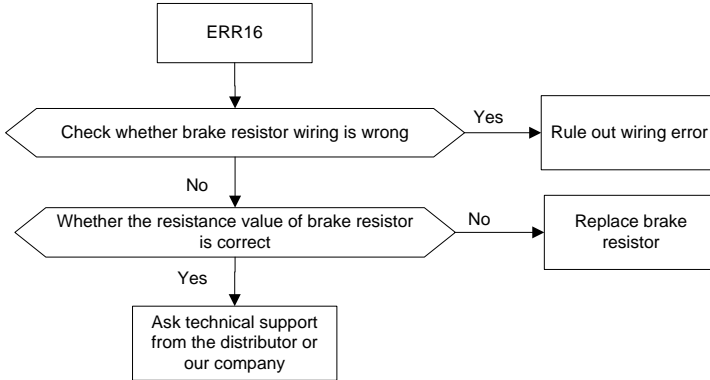 ERR16
Check whether brake resistor wiring is wrong
Yes
Rule out wiring error
No
Whether the resistance value of brake resistor
is correct
No
Replace brake
resistor
Yes
Ask technical support
from the distributor or
our company